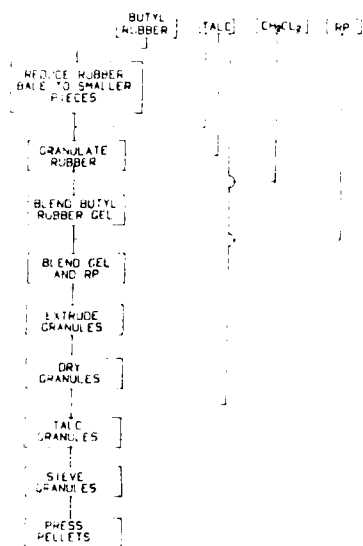 BUTYL
RUBBER
TALC
CH2CL2
RP
REDUCE RUBBER
BALE TO SMALLER
PIECES
GRANULATE
RUBBER
BLEND BUTYL
RUBBER GEL
BLEND GEL
AND RP
EXTRUDE
GRANULES
DRY
GRANULES
TALC
GRANULES
SIEVE
GRANULES
PRESS
PELLETS